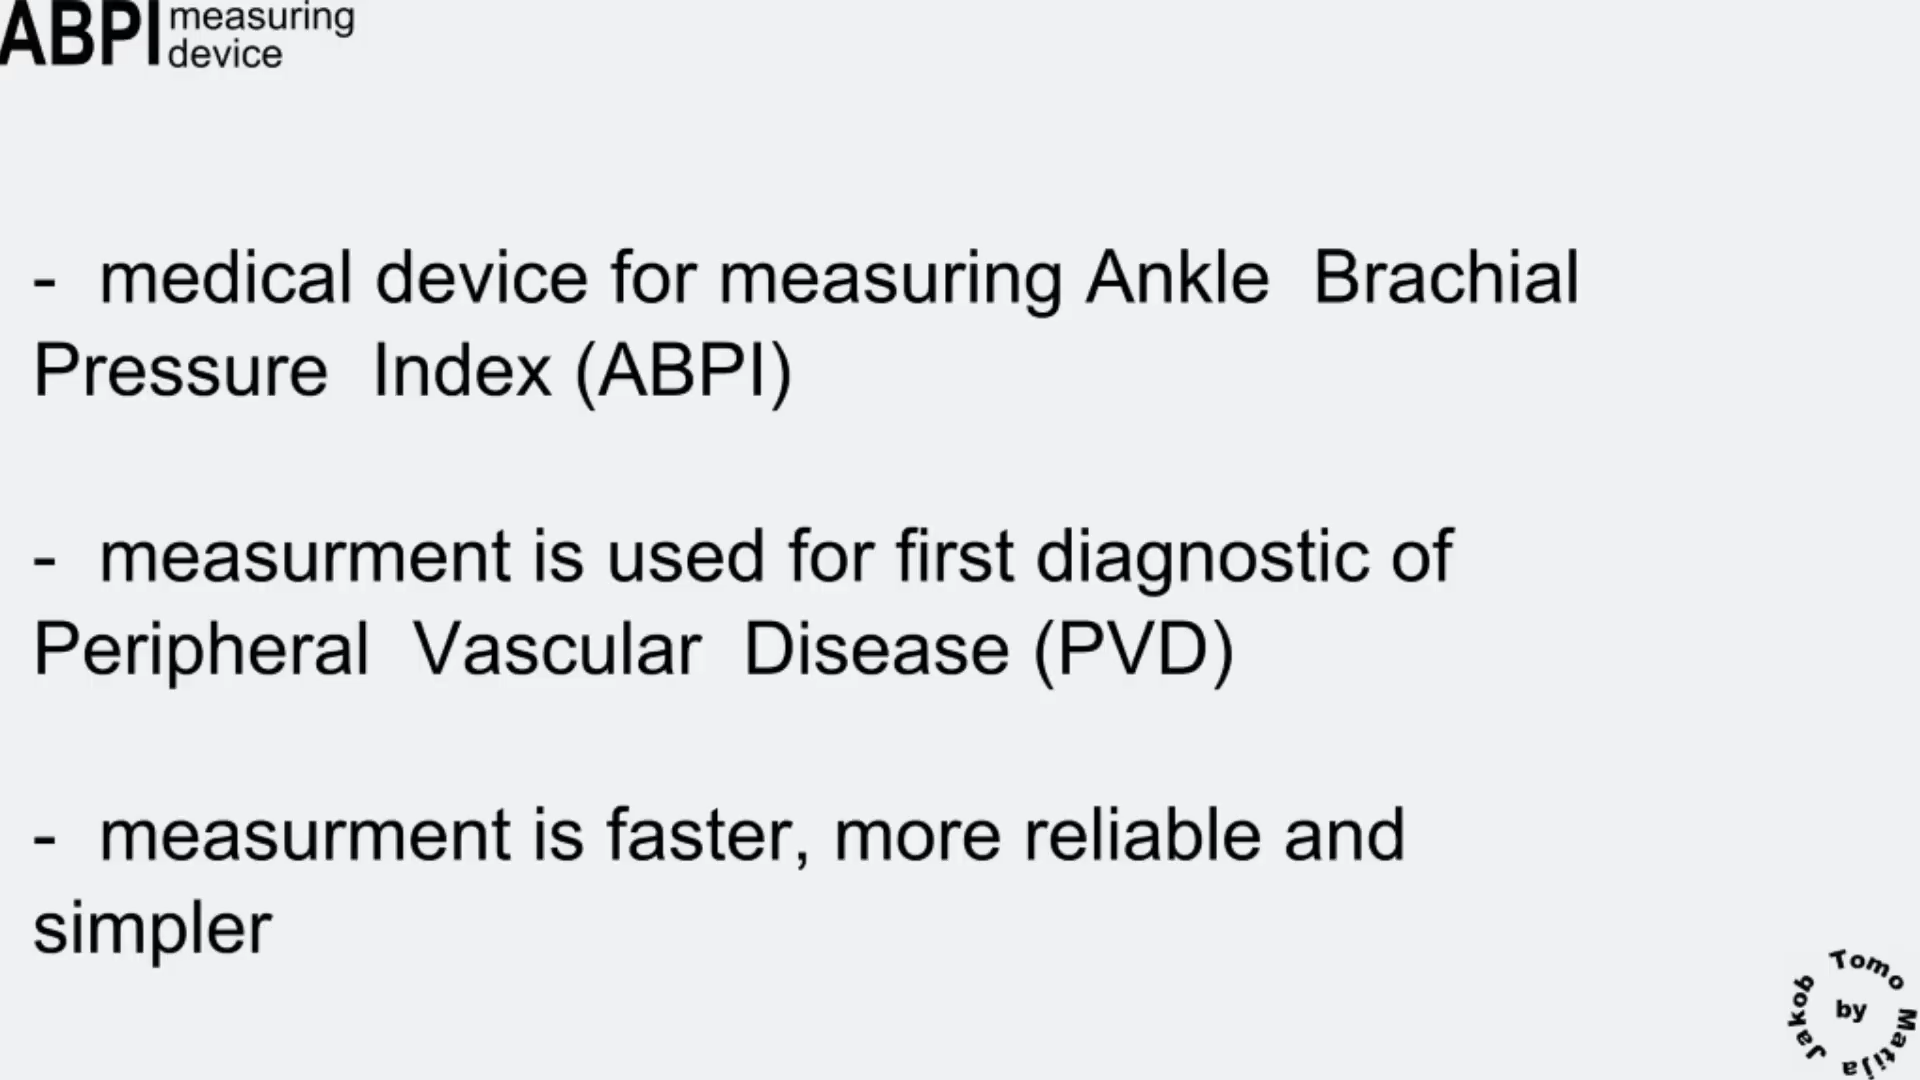 ABPI measuring
device
- medical device for measuring Ankle Brachial
Pressure Index (ABPI)
- measurment is used for first diagnostic of
Peripheral Vascular Disease (PVD)
- measurment is faster, more reliable and
simpler
Jakob Tomo Matija
by